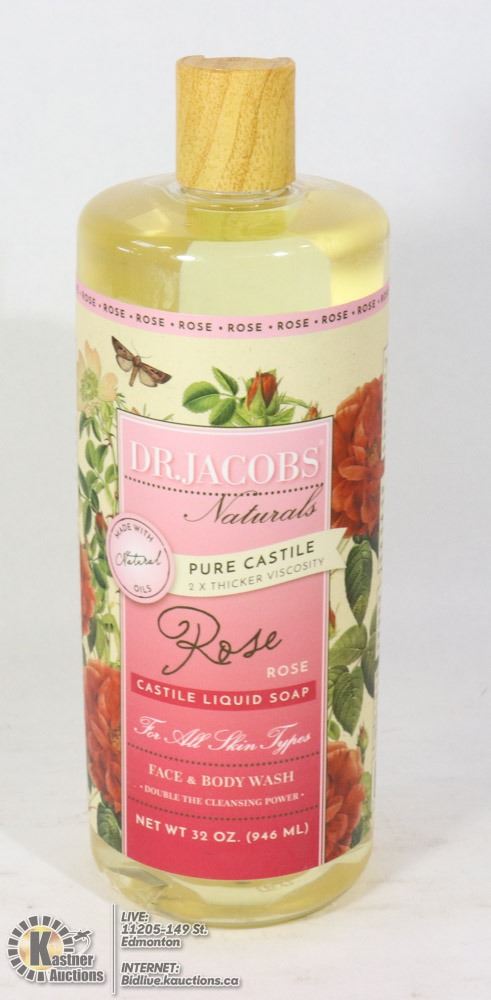 ROSE • ROSE • ROSE • ROSE • ROSE • ROSE • ROSE
DR.JACOBS®
Naturals
MADE WITH
Natural
OILS
PURE CASTILE
2 X THICKER VISCOSITY
Rose
ROSE
CASTILE LIQUID SOAP
For All Skin Types
FACE & BODY WASH
• DOUBLE THE CLEANSING POWER •
NET WT 32 OZ. (946 ML)
Kastner
Auctions
LIVE:
11205-149 St.
Edmonton
INTERNET:
Bidlive.kauctions.ca